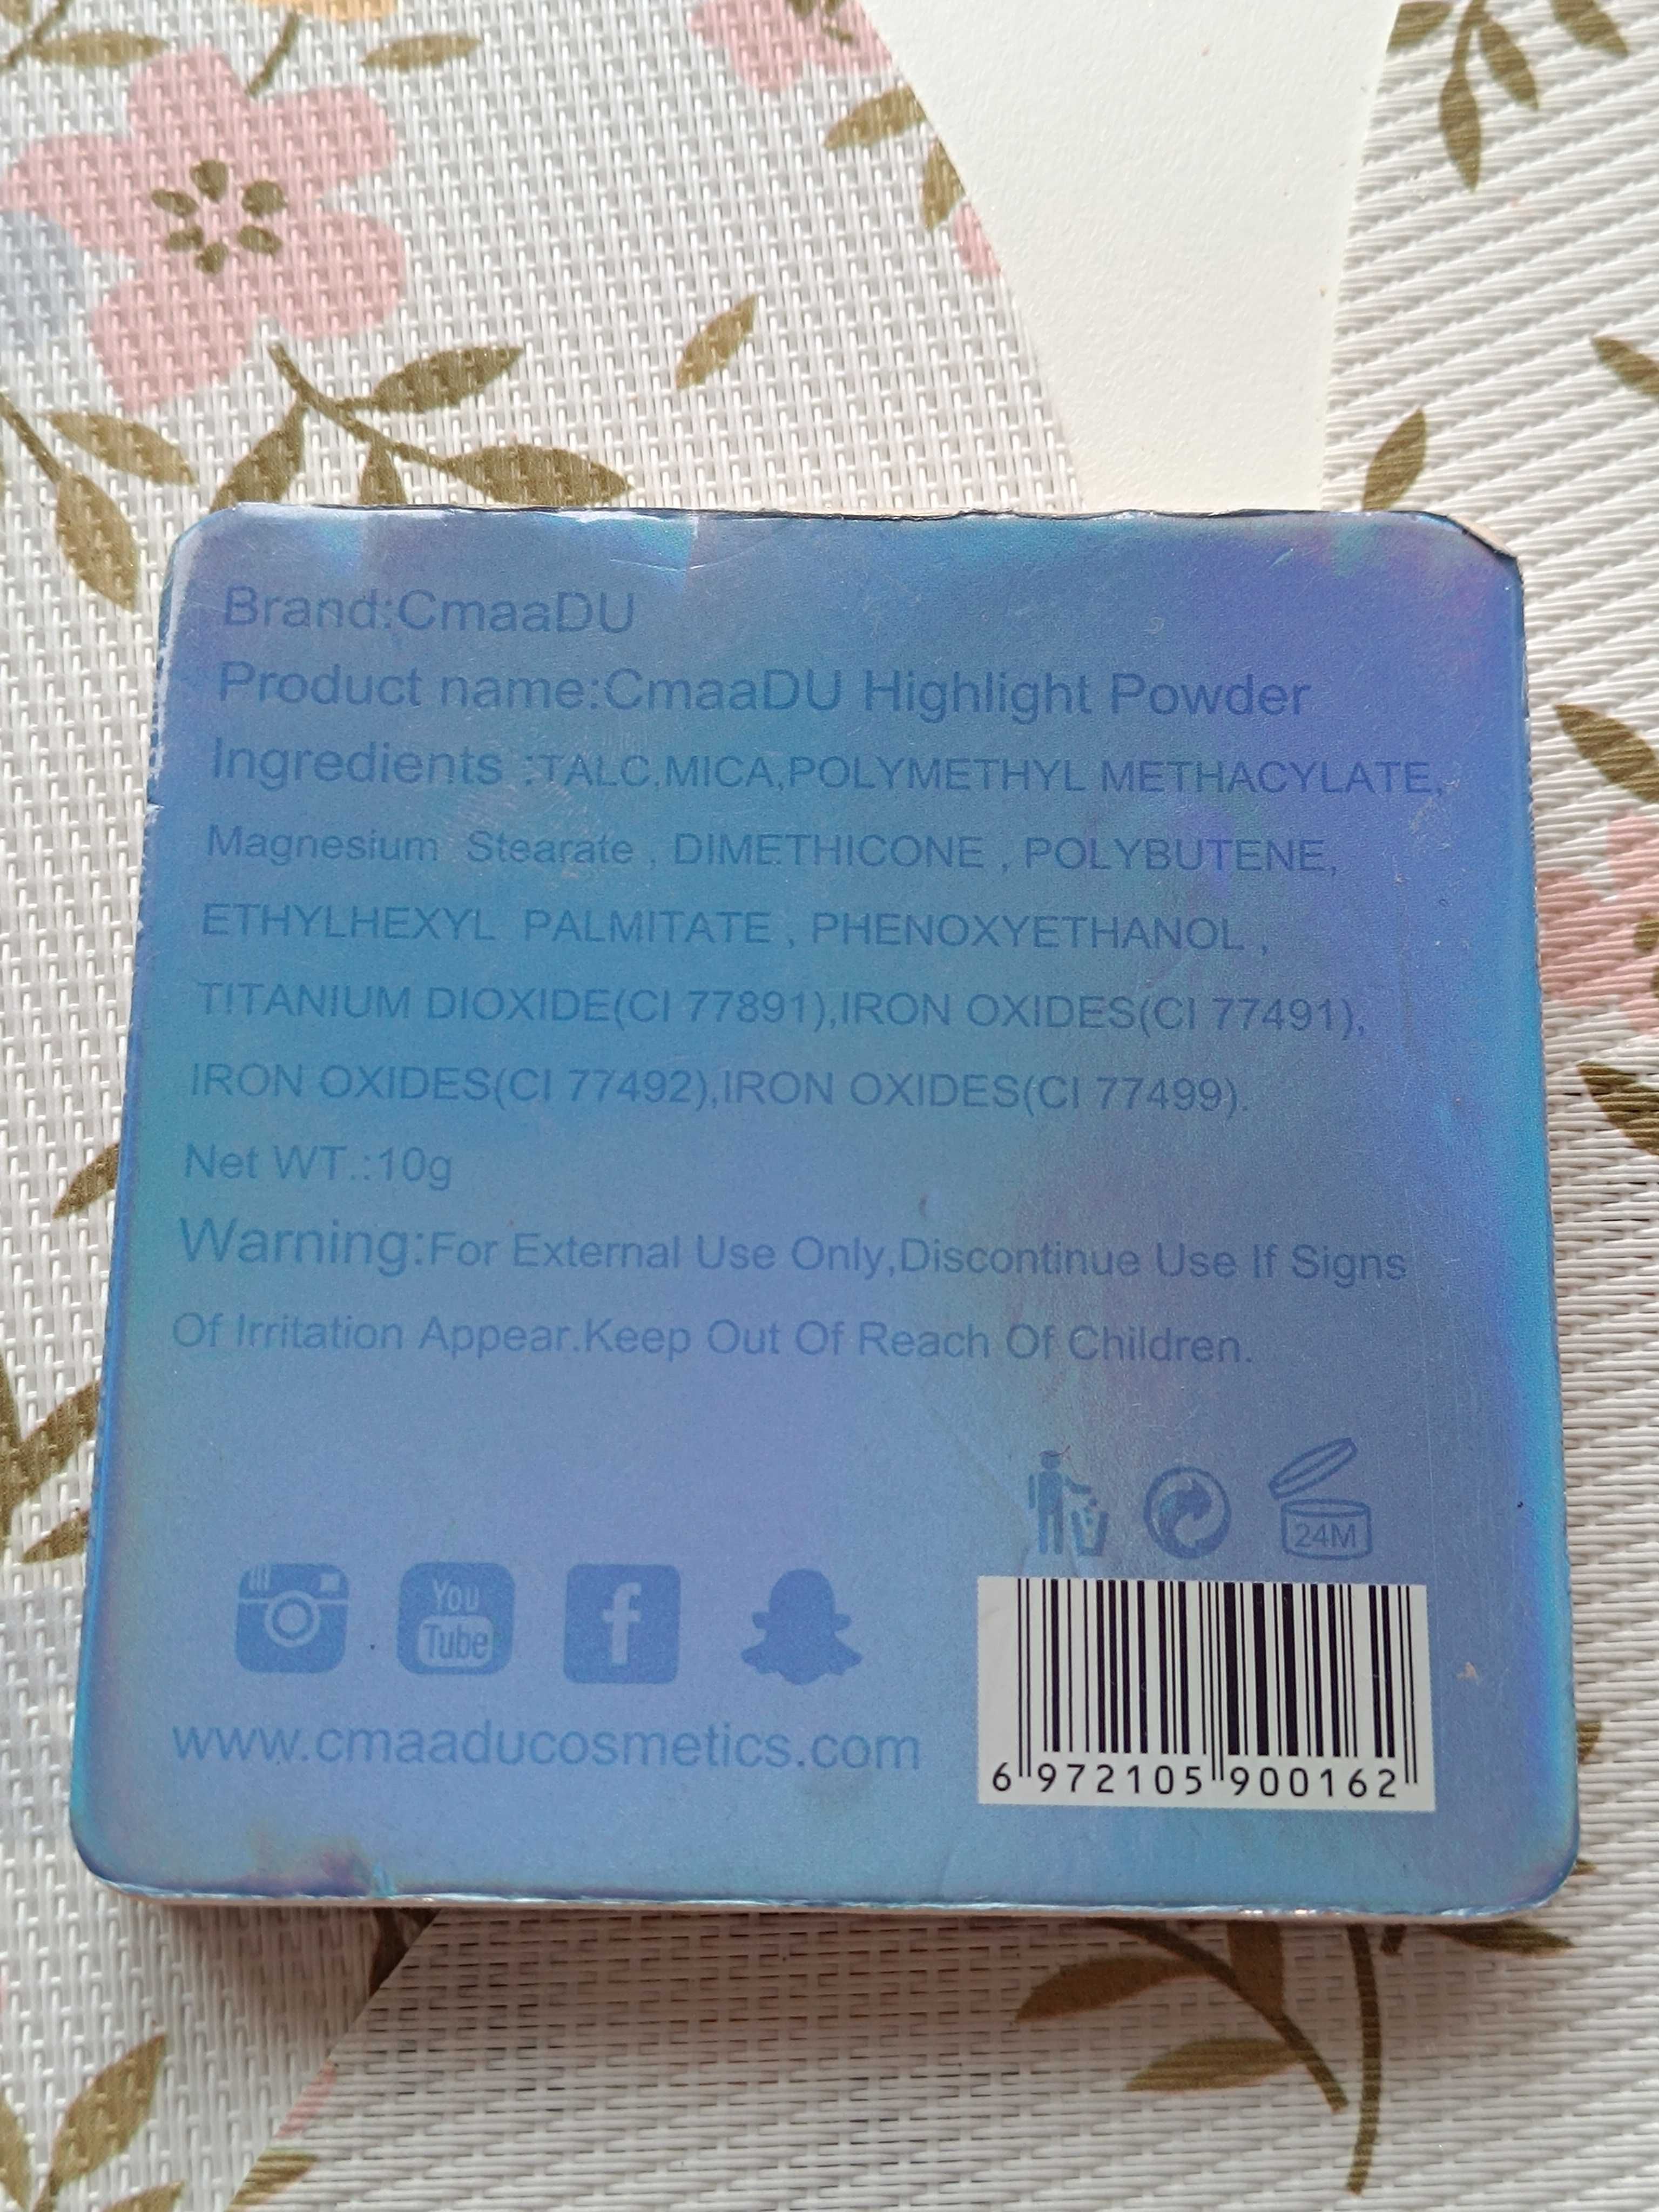 Brand:CmaaDU
Product name:CmaaDU Highlight Powder
Ingredients :TALC,MICA,POLYMETHYL METHACYLATE,
Magnesium Stearate , DIMETHICONE , POLYBUTENE,
ETHYLHEXYL PALMITATE , PHENOXYETHANOL ,
TITANIUM DIOXIDE(CI 77891),IRON OXIDES(CI 77491),
IRON OXIDES(CI 77492),IRON OXIDES(CI 77499).
Net WT.:10g
Warning:For External Use Only,Discontinue Use If Signs
Of Irritation Appear.Keep Out Of Reach Of Children.
24M
You
Tube
f
www.cmaaducosmetics.com
6 972105 900162